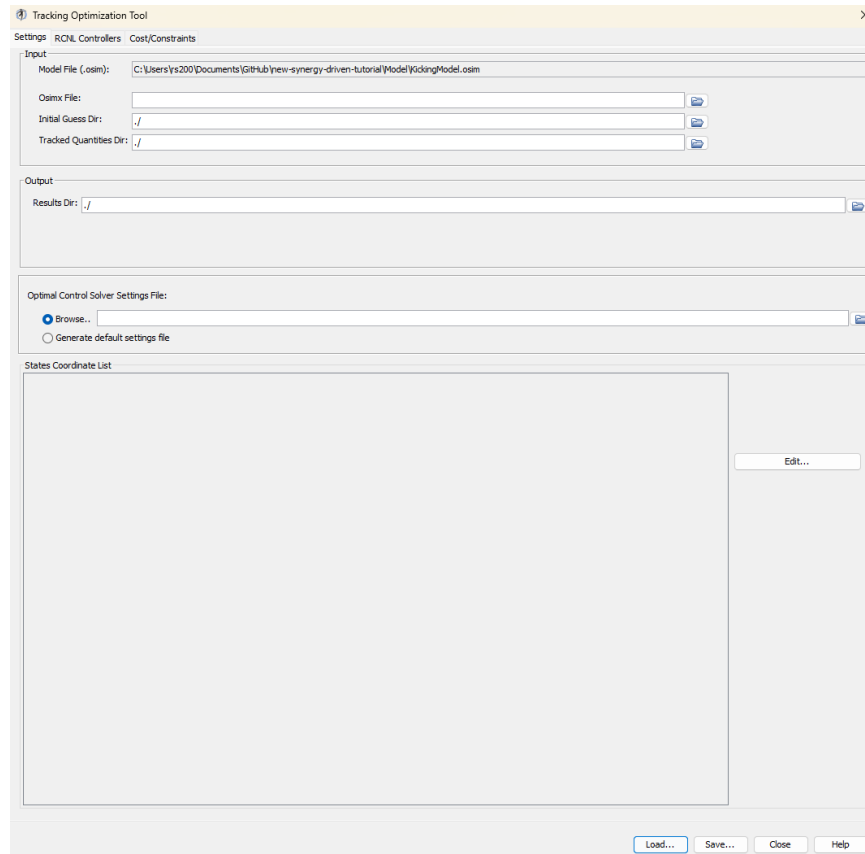 Tracking Optimization Tool
Settings RCNL Controllers Cost/Constraints
Input
Model File (.osim): C:\Users\rs200\Documents\GitHub\new-synergy-driven-tutorial\Model\KickingModel.osim
Osimx File:
Initial Guess Dir: ./
Tracked Quantities Dir: ./
Output
Results Dir: ./
Optimal Control Solver Settings File:
Browse..
Generate default settings file
States Coordinate List
Edit...
Load... Save... Close Help